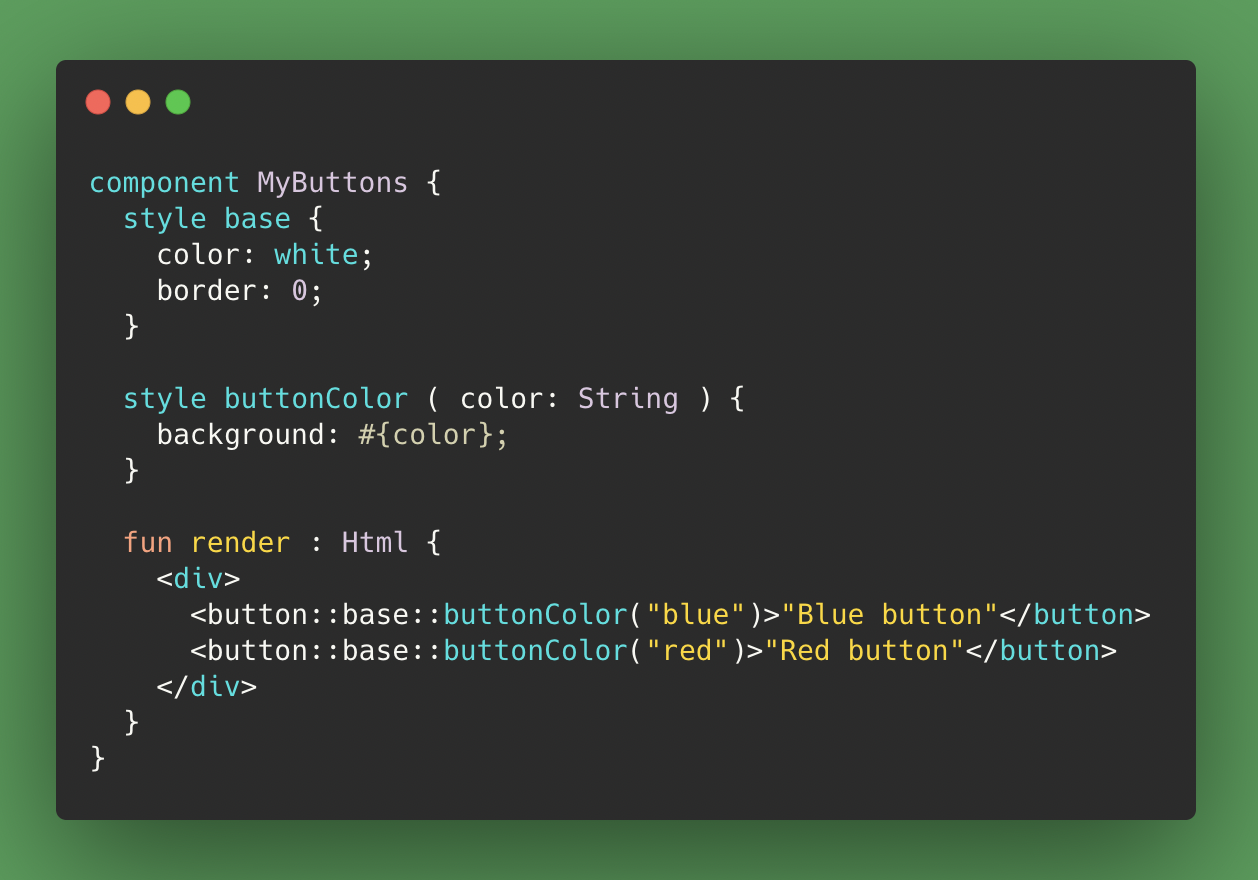 component MyButtons {
  style base {
    color: white;
    border: 0;
  }

  style buttonColor ( color: String ) {
    background: #{color};
  }

  fun render : Html {
    <div>
      <button::base::buttonColor("blue")>"Blue button"</button>
      <button::base::buttonColor("red")>"Red button"</button>
    </div>
  }
}